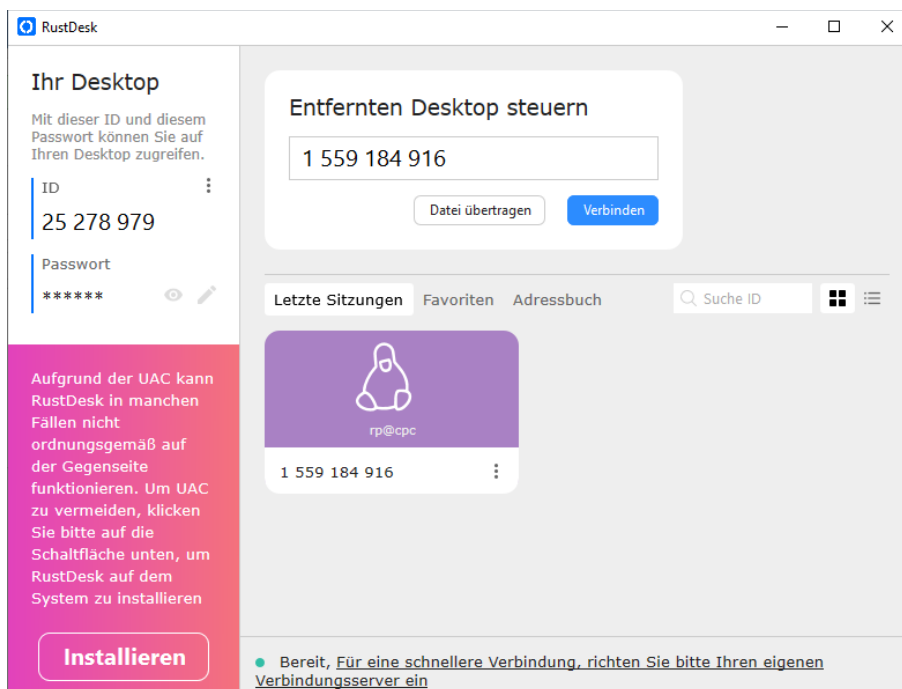 RustDesk
Ihr Desktop
Mit dieser ID und diesem
Passwort können Sie auf
Ihren Desktop zugreifen.
ID
25 278 979
Passwort
******
Aufgrund der UAC kann
RustDesk in manchen
Fällen nicht
ordnungsgemäß auf
der Gegenseite
funktionieren. Um UAC
zu vermeiden, klicken
Sie bitte auf die
Schaltfläche unten, um
RustDesk auf dem
System zu installieren
Installieren
Entfernten Desktop steuern
1 559 184 916
Datei übertragen
Verbinden
Letzte Sitzungen
Favoriten
Adressbuch
Suche ID
rp@cpc
1 559 184 916
Bereit, Für eine schnellere Verbindung, richten Sie bitte Ihren eigenen
Verbindungsserver ein